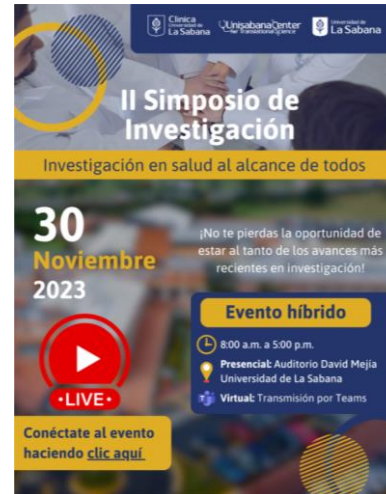 Clínica
Universidad de
La Sabana
Unisabana Center
for Translational Science
Universidad de
La Sabana
II Simposio de
Investigación
Investigación en salud al alcance de todos
30
Noviembre
2023
¡No te pierdas la oportunidad de
estar al tanto de los avances más
recientes en investigación!
Evento híbrido
8:00 a.m. a 5:00 p.m.
Presencial: Auditorio David Mejía
Universidad de La Sabana
Virtual: Transmisión por Teams
•LIVE•
Conéctate al evento
haciendo clic aquí